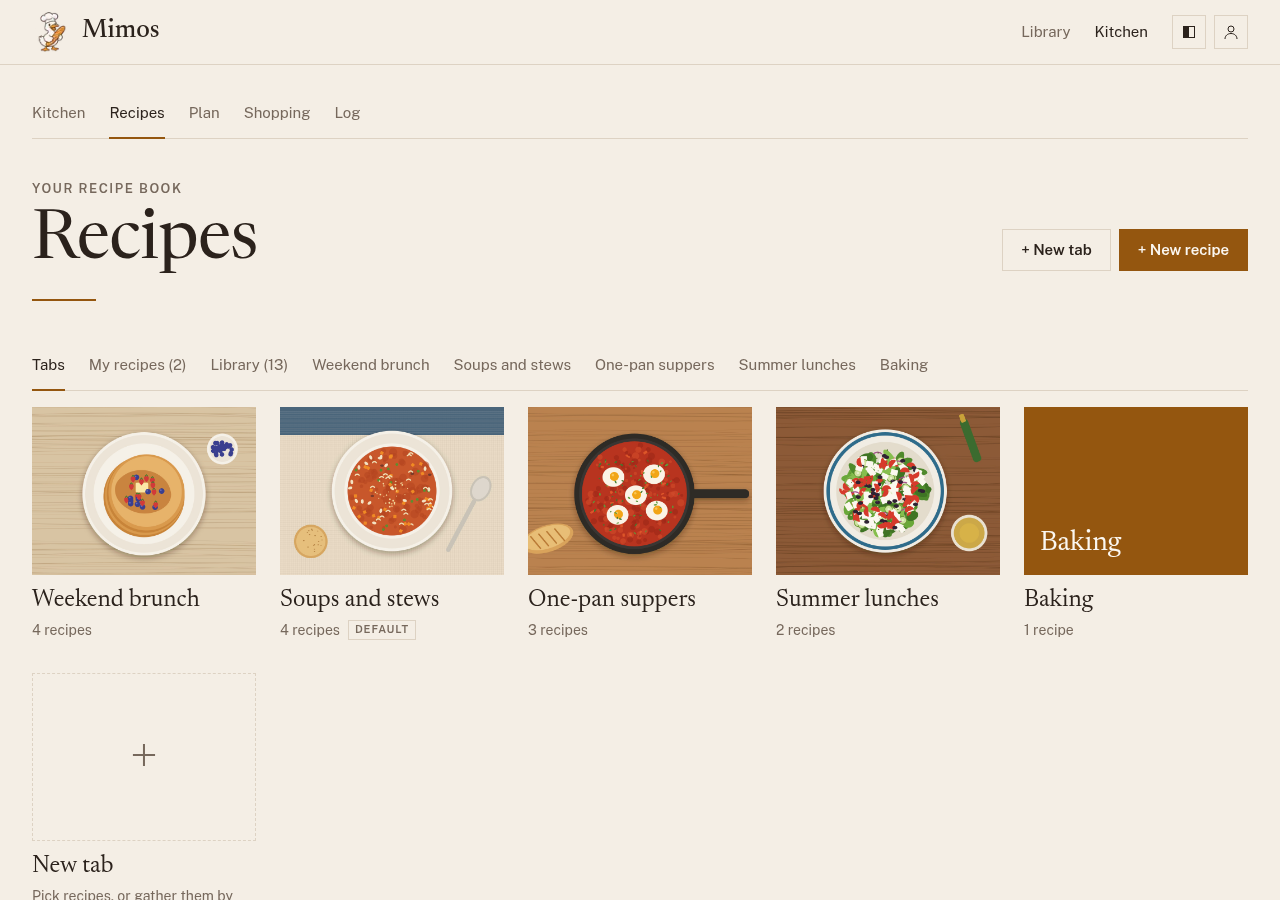 Mimos
Library Kitchen
Kitchen Recipes Plan Shopping Log
YOUR RECIPE BOOK
Recipes
+ New tab + New recipe
Tabs My recipes (2) Library (13) Weekend brunch Soups and stews One-pan suppers Summer lunches Baking
Baking
Weekend brunch Soups and stews One-pan suppers Summer lunches Baking
4 recipes 4 recipes DEFAULT 3 recipes 2 recipes 1 recipe
New tab
Pick recipes, or gather them by